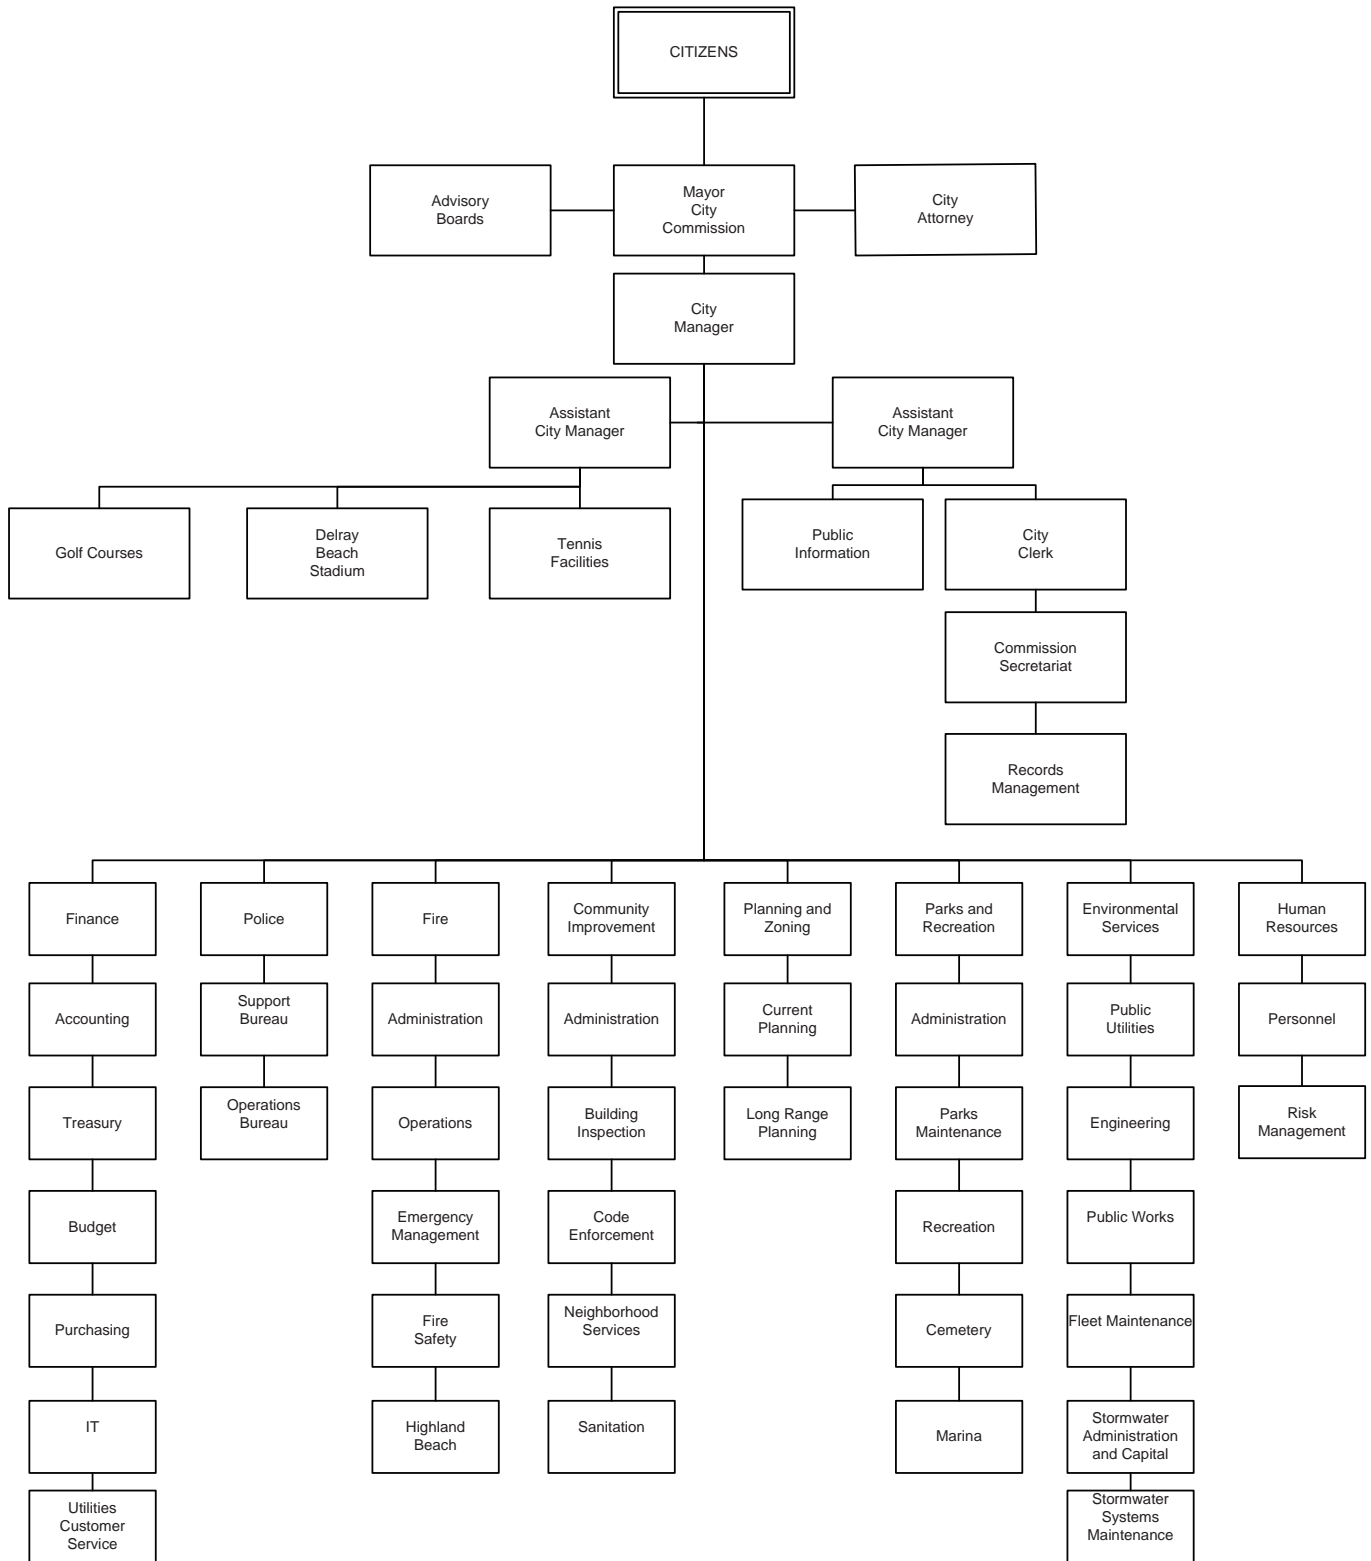 CITIZENS
Advisory
Boards
Mayor
City
Commission
City
Attorney
City
Manager
Assistant
City Manager
Assistant
City Manager
Golf Courses
Delray
Beach
Stadium
Tennis
Facilities
Public
Information
City
Clerk
Commission
Secretariat
Records
Management
Finance
Police
Fire
Community
Improvement
Planning and
Zoning
Parks and
Recreation
Environmental
Services
Human
Resources
Accounting
Support
Bureau
Administration
Administration
Current
Planning
Administration
Public
Utilities
Personnel
Treasury
Operations
Bureau
Operations
Building
Inspection
Long Range
Planning
Parks
Maintenance
Engineering
Risk
Management
Budget
Emergency
Management
Code
Enforcement
Recreation
Public Works
Purchasing
Fire
Safety
Neighborhood
Services
Cemetery
Fleet Maintenance
IT
Highland
Beach
Sanitation
Marina
Stormwater
Administration
and Capital
Utilities
Customer
Service
Stormwater
Systems
Maintenance